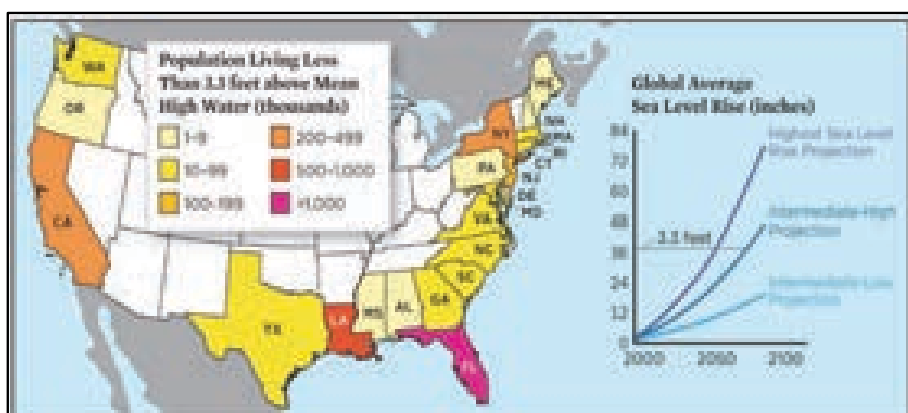 Population Living Less
Than 3.3 feet above Mean
High Water (thousands)
1-9
10-99
100-199
200-499
500-1,000
>1,000
WA
OR
CA
TX
LA
MS
AL
GA
FL
SC
NC
VA
PA
NY
ME
NH
MA
RI
CT
NJ
DE
MD
Global Average
Sea Level Rise (inches)
84
72
60
48
36
24
12
0
2000
2050
2100
3.3 feet
Highest Sea Level
Rise Projection
Intermediate-High
Projection
Intermediate-Low
Projection